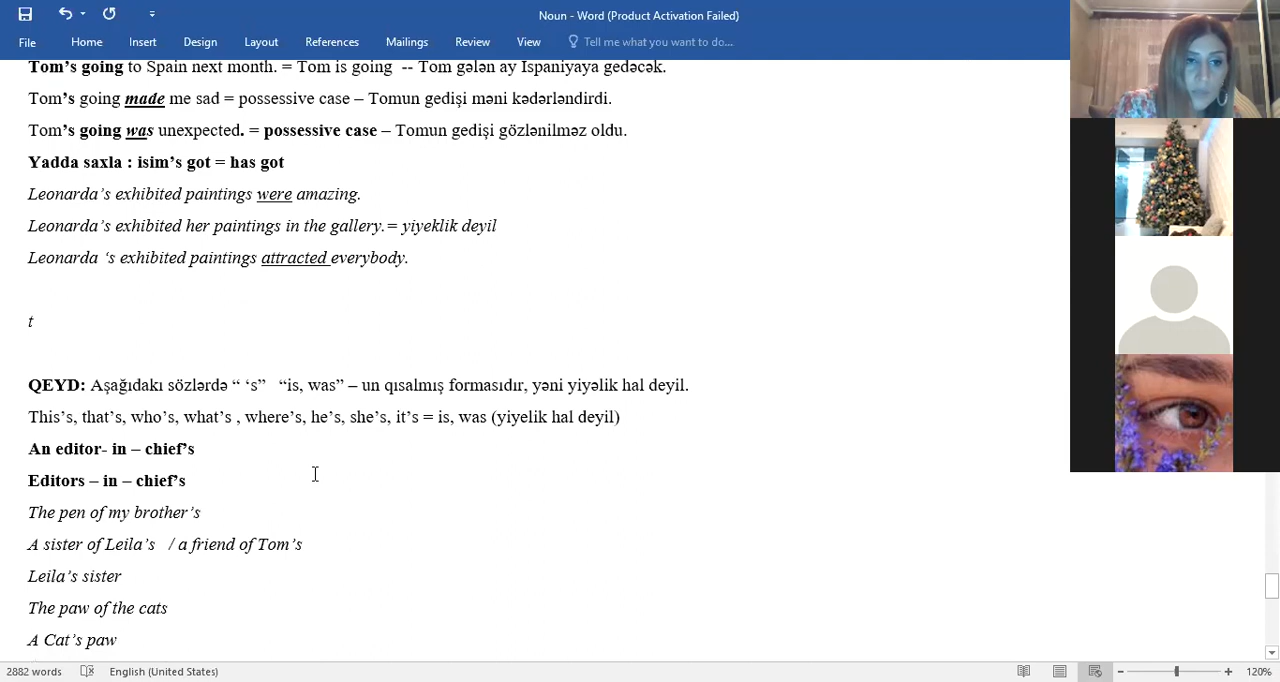 Noun - Word (Product Activation Failed)
File Home Insert Design Layout References Mailings Review View Tell me what you want to do...
Tom's going to Spain next month. = Tom is going -- Tom gələn ay İspaniyaya gedəcək.
Tom's going made me sad = possessive case – Tomun gedişi məni kədərləndirdi.
Tom's going was unexpected. = possessive case – Tomun gedişi gözlənilməz oldu.
Yadda saxla : isim's got = has got
Leonarda's exhibited paintings were amazing.
Leonarda's exhibited her paintings in the gallery.= yiyeklik deyil
Leonarda 's exhibited paintings attracted everybody.
t
QEYD: Aşağıdakı sözlərdə “ ‘s” “is, was” – un qısalmış formasıdır, yəni yiyəlik hal deyil.
This's, that's, who's, what's , where's, he's, she's, it's = is, was (yiyelik hal deyil)
An editor- in – chief's
Editors – in – chief's
The pen of my brother's
A sister of Leila's / a friend of Tom's
Leila's sister
The paw of the cats
A Cat's paw
2882 words English (United States) 120%